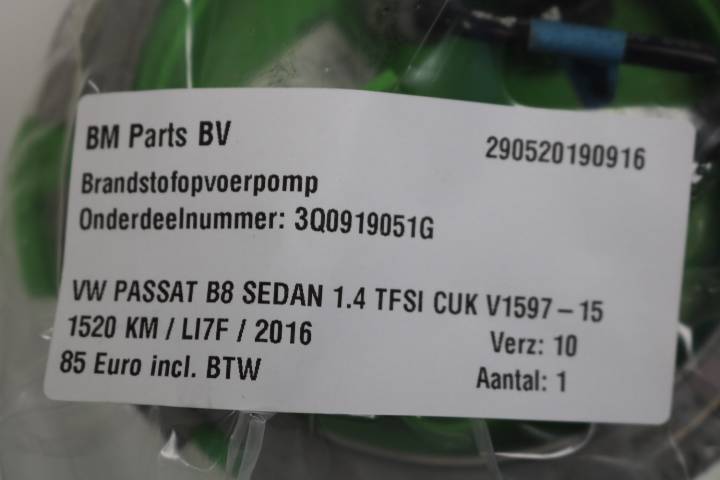 BM Parts BV 290520190916
Brandstofopvoerpomp
Onderdeelnummer: 3Q0919051G
VW PASSAT B8 SEDAN 1.4 TFSI CUK V1597 – 15
1520 KM / LI7F / 2016 Verz: 10
85 Euro incl. BTW Aantal: 1